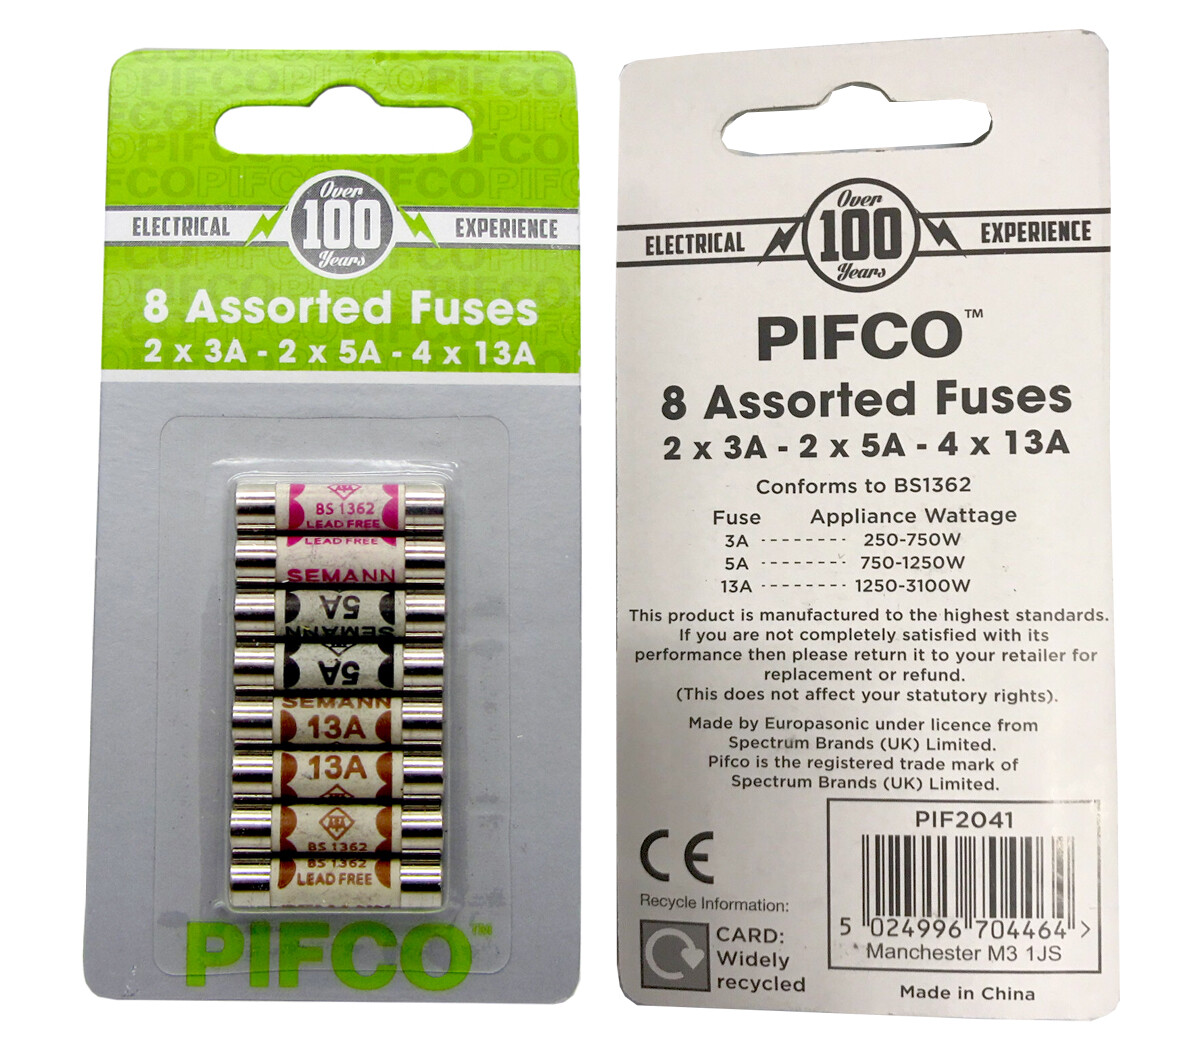 ELECTRICAL Over 100 Years EXPERIENCE
8 Assorted Fuses
2 x 3A - 2 x 5A - 4 x 13A
BS 1362
LEAD FREE
LEAD FREE
SEMANN
5A
SEMANN
5A
SEMANN
13A
13A
BS 1362
BS 1362
LEAD FREE
PIFCO™
ELECTRICAL Over 100 Years EXPERIENCE
PIFCO™
8 Assorted Fuses
2 x 3A - 2 x 5A - 4 x 13A
Conforms to BS1362
Fuse Appliance Wattage
3A -------- 250-750W
5A -------- 750-1250W
13A -------- 1250-3100W
This product is manufactured to the highest standards.
If you are not completely satisfied with its
performance then please return it to your retailer for
replacement or refund.
(This does not affect your statutory rights).
Made by Europasonic under licence from
Spectrum Brands (UK) Limited.
Pifco is the registered trade mark of
Spectrum Brands (UK) Limited.
PIF2041
5 024996 704464 >
Manchester M3 1JS
CE
Recycle Information:
CARD:
Widely
recycled
Made in China